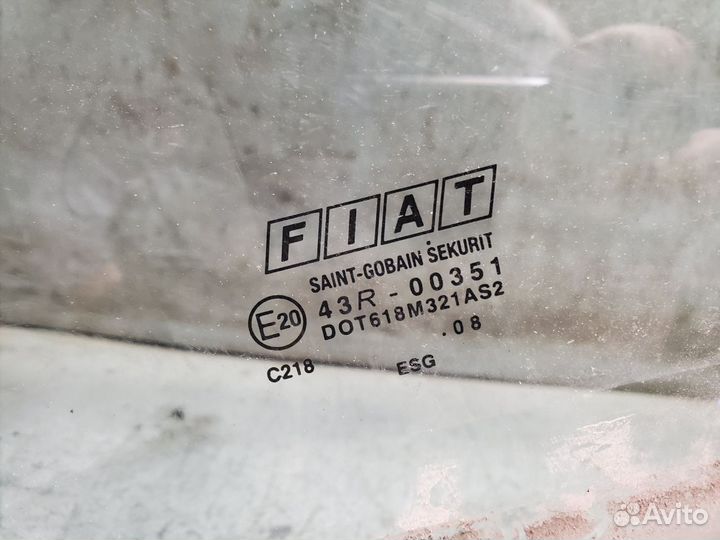 FIAT
SAINT-GOBAIN SEKURIT
E20 43R - 00351
DOT618M321AS2
.08
C218 ESG
Avito